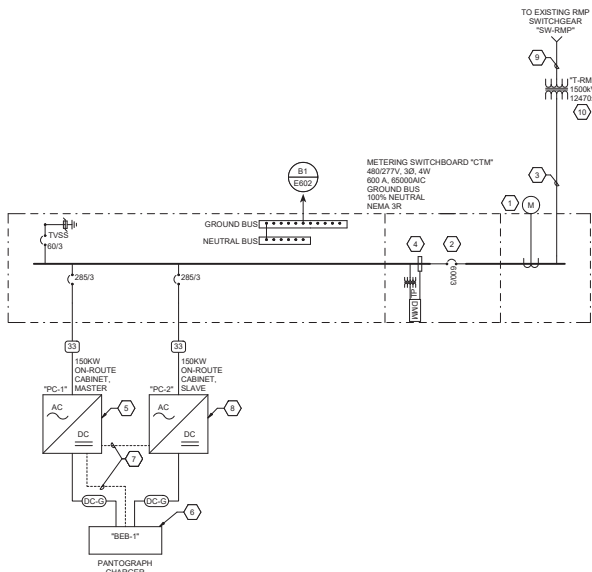 TO EXISTING RMP
SWITCHGEAR
"SW-RMP"
9
"T-RM
1500k
12470
10
B1
E602
METERING SWITCHBOARD "CTM"
480/277V, 3Ø, 4W
600 A, 65000AIC
GROUND BUS
100% NEUTRAL
NEMA 3R
3
1
M
TVSS
60/3
GROUND BUS
NEUTRAL BUS
4
2
600/3
285/3
285/3
DMM
33
33
150KW
ON-ROUTE
CABINET,
MASTER
150KW
ON-ROUTE
CABINET,
SLAVE
"PC-1"
"PC-2"
AC
DC
5
AC
DC
8
7
DC-G
DC-G
6
"BEB-1"
PANTOGRAPH
CHARGER